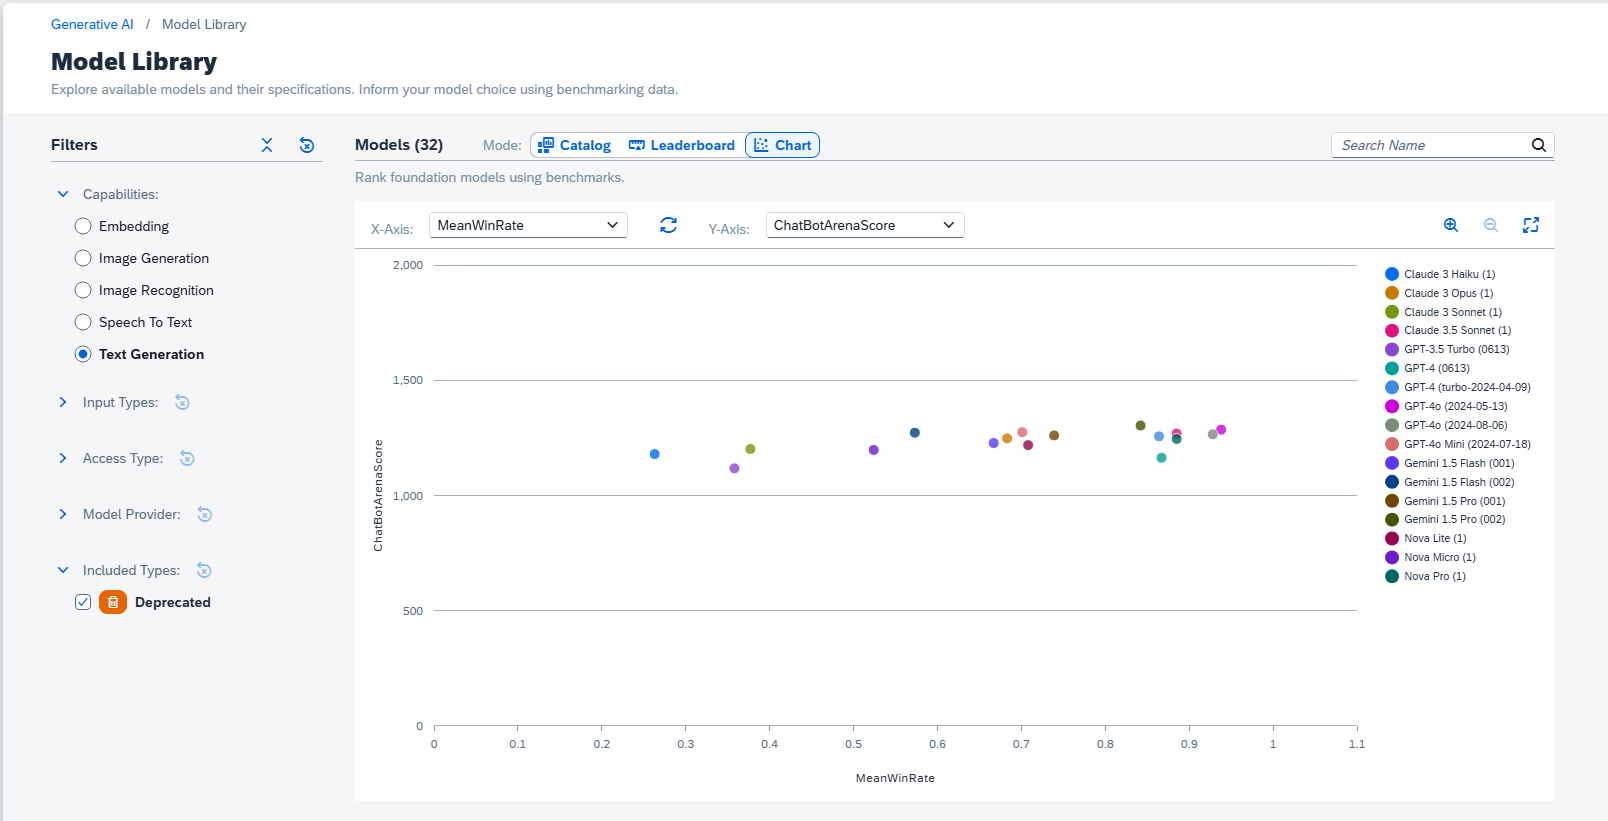 Generative AI / Model Library
Model Library
Explore available models and their specifications. Inform your model choice using benchmarking data.
Filters
Capabilities:
Embedding
Image Generation
Image Recognition
Speech To Text
Text Generation
Input Types:
Access Type:
Model Provider:
Included Types:
Deprecated
Models (32)
Mode: Catalog Leaderboard Chart
Search Name
Rank foundation models using benchmarks.
X-Axis: MeanWinRate Y-Axis: ChatBotArenaScore
2,000
1,500
1,000
500
0
ChatBotArenaScore
0 0.1 0.2 0.3 0.4 0.5 0.6 0.7 0.8 0.9 1 1.1
MeanWinRate
Claude 3 Haiku (1)
Claude 3 Opus (1)
Claude 3 Sonnet (1)
Claude 3.5 Sonnet (1)
GPT-3.5 Turbo (0613)
GPT-4 (0613)
GPT-4 (turbo-2024-04-09)
GPT-4o (2024-05-13)
GPT-4o (2024-08-06)
GPT-4o Mini (2024-07-18)
Gemini 1.5 Flash (001)
Gemini 1.5 Flash (002)
Gemini 1.5 Pro (001)
Gemini 1.5 Pro (002)
Nova Lite (1)
Nova Micro (1)
Nova Pro (1)